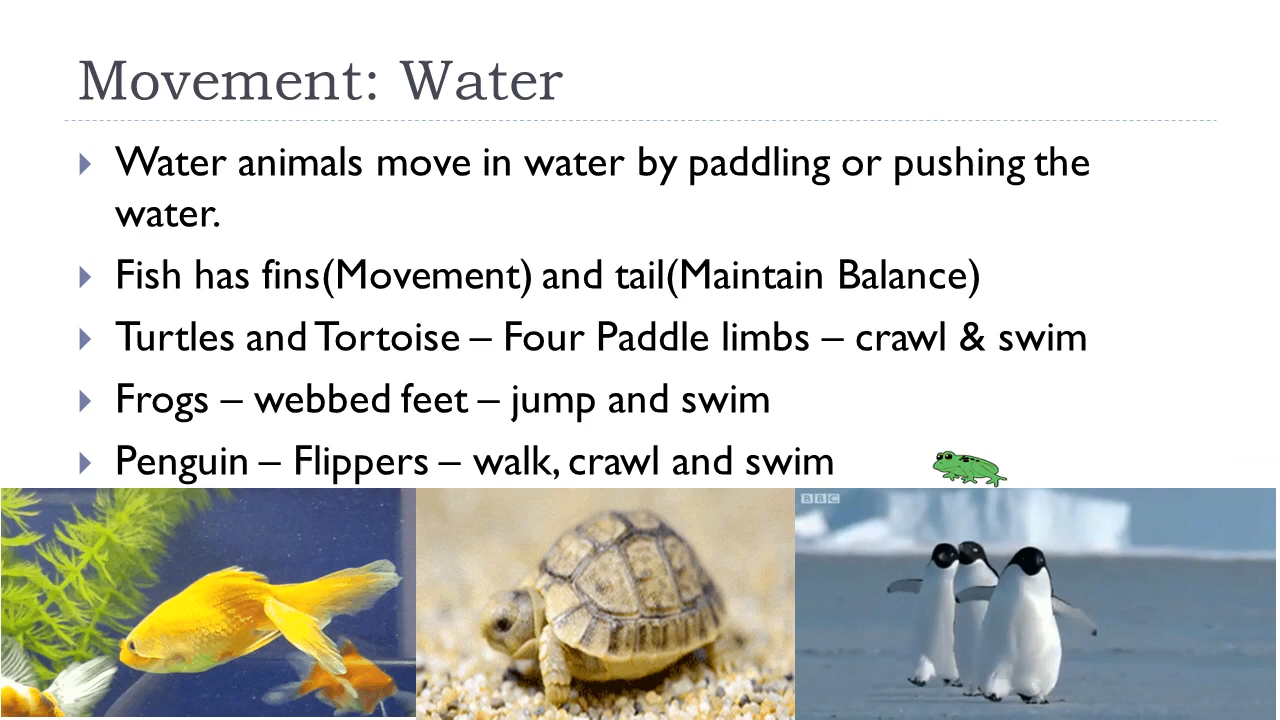 Movement: Water
Water animals move in water by paddling or pushing the
water.
Fish has fins(Movement) and tail(Maintain Balance)
Turtles and Tortoise – Four Paddle limbs – crawl & swim
Frogs – webbed feet – jump and swim
Penguin – Flippers – walk, crawl and swim
BBC